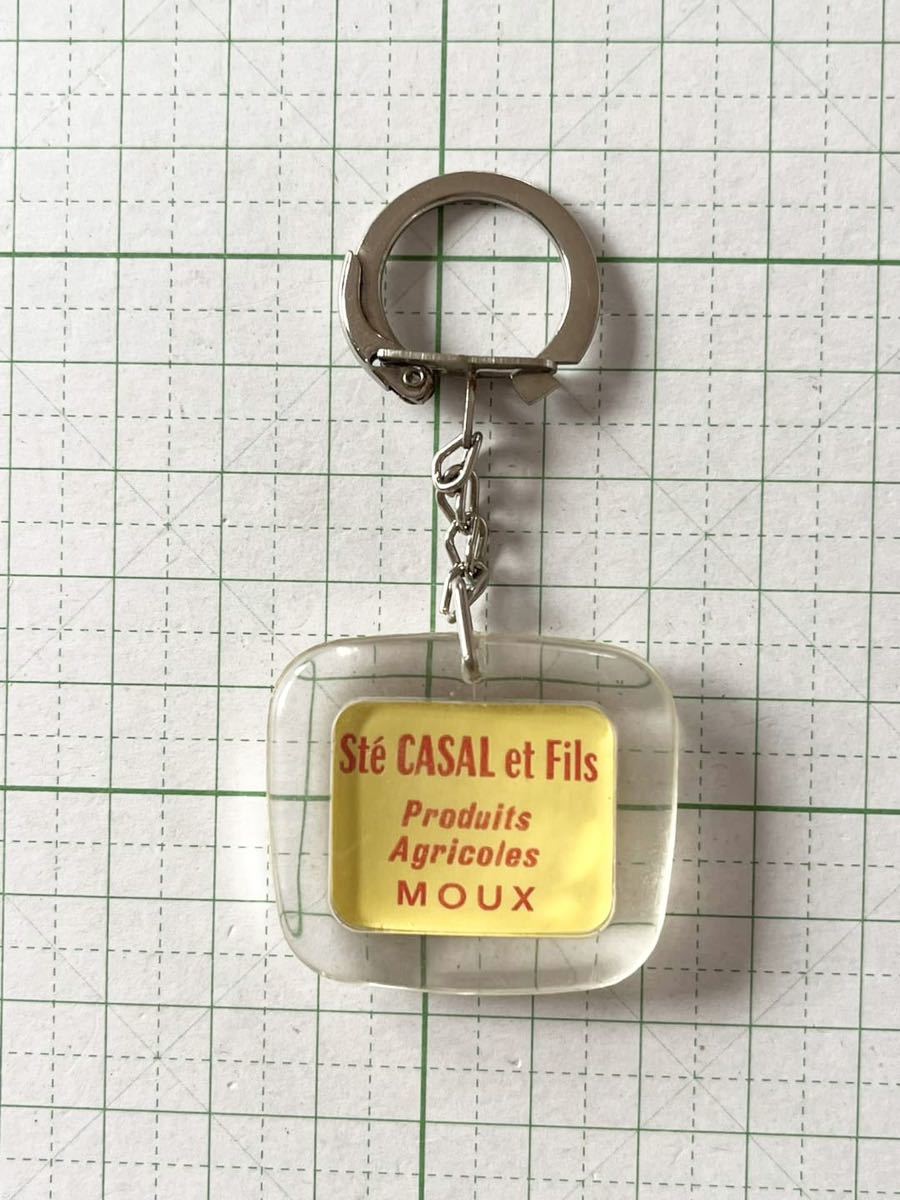 Sté CASAL et Fils
Produits
Agricoles
MOUX